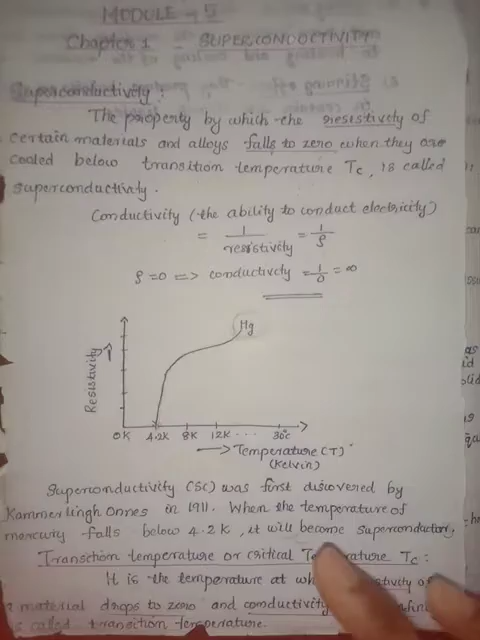 MODULE - 5
Chapter 1 - SUPERCONDUCTIVITY
Superconductivity :
The property by which the resistivity of
certain materials and alloys falls to zero when they are
cooled below transition temperature Tc, is called
superconductivity.
Conductivity (the ability to conduct electricity)
= 1/resistivity = 1/ρ
ρ=0 => conductivity = 1/0 = ∞
Hg
Resistivity
0K 4.2K 8K 12K ... 30°C
Temperature (T)
(Kelvin)
Superconductivity (SC) was first discovered by
Kammerlingh Onnes in 1911. When the temperature of
mercury falls below 4.2K, it will become superconductor.
Transition temperature or critical Temperature Tc :
It is the temperature at which resistivity of
a material drops to zero and conductivity
is called transition temperature.